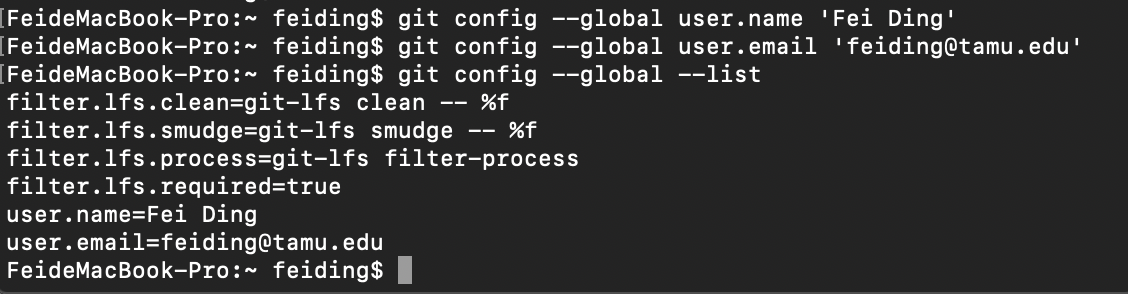 [FeideMacBook-Pro:~ feiding$ git config --global user.name 'Fei Ding'
[FeideMacBook-Pro:~ feiding$ git config --global user.email 'feiding@tamu.edu'
[FeideMacBook-Pro:~ feiding$ git config --global --list
filter.lfs.clean=git-lfs clean -- %f
filter.lfs.smudge=git-lfs smudge -- %f
filter.lfs.process=git-lfs filter-process
filter.lfs.required=true
user.name=Fei Ding
user.email=feiding@tamu.edu
FeideMacBook-Pro:~ feiding$